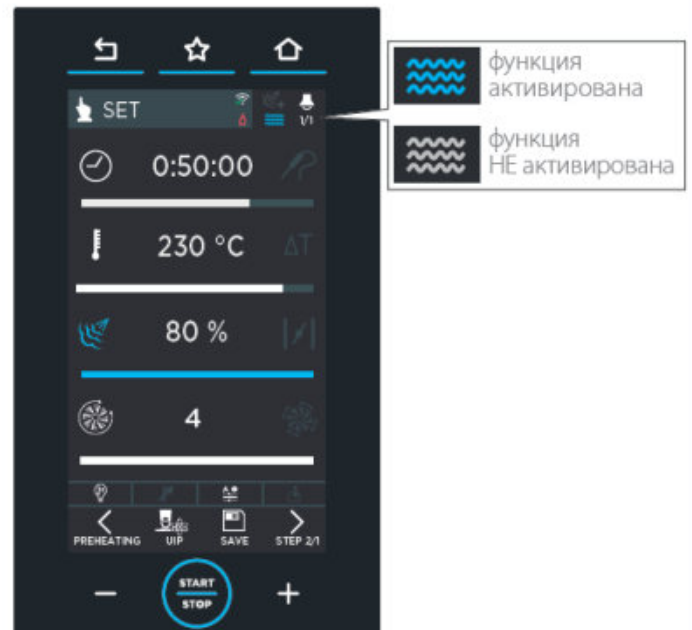 SET
1/1
функция
активирована
функция
НЕ активирована
0:50:00
230 °C
ΔT
80 %
4
PREHEATING
UIP
SAVE
STEP 2/1
START
STOP